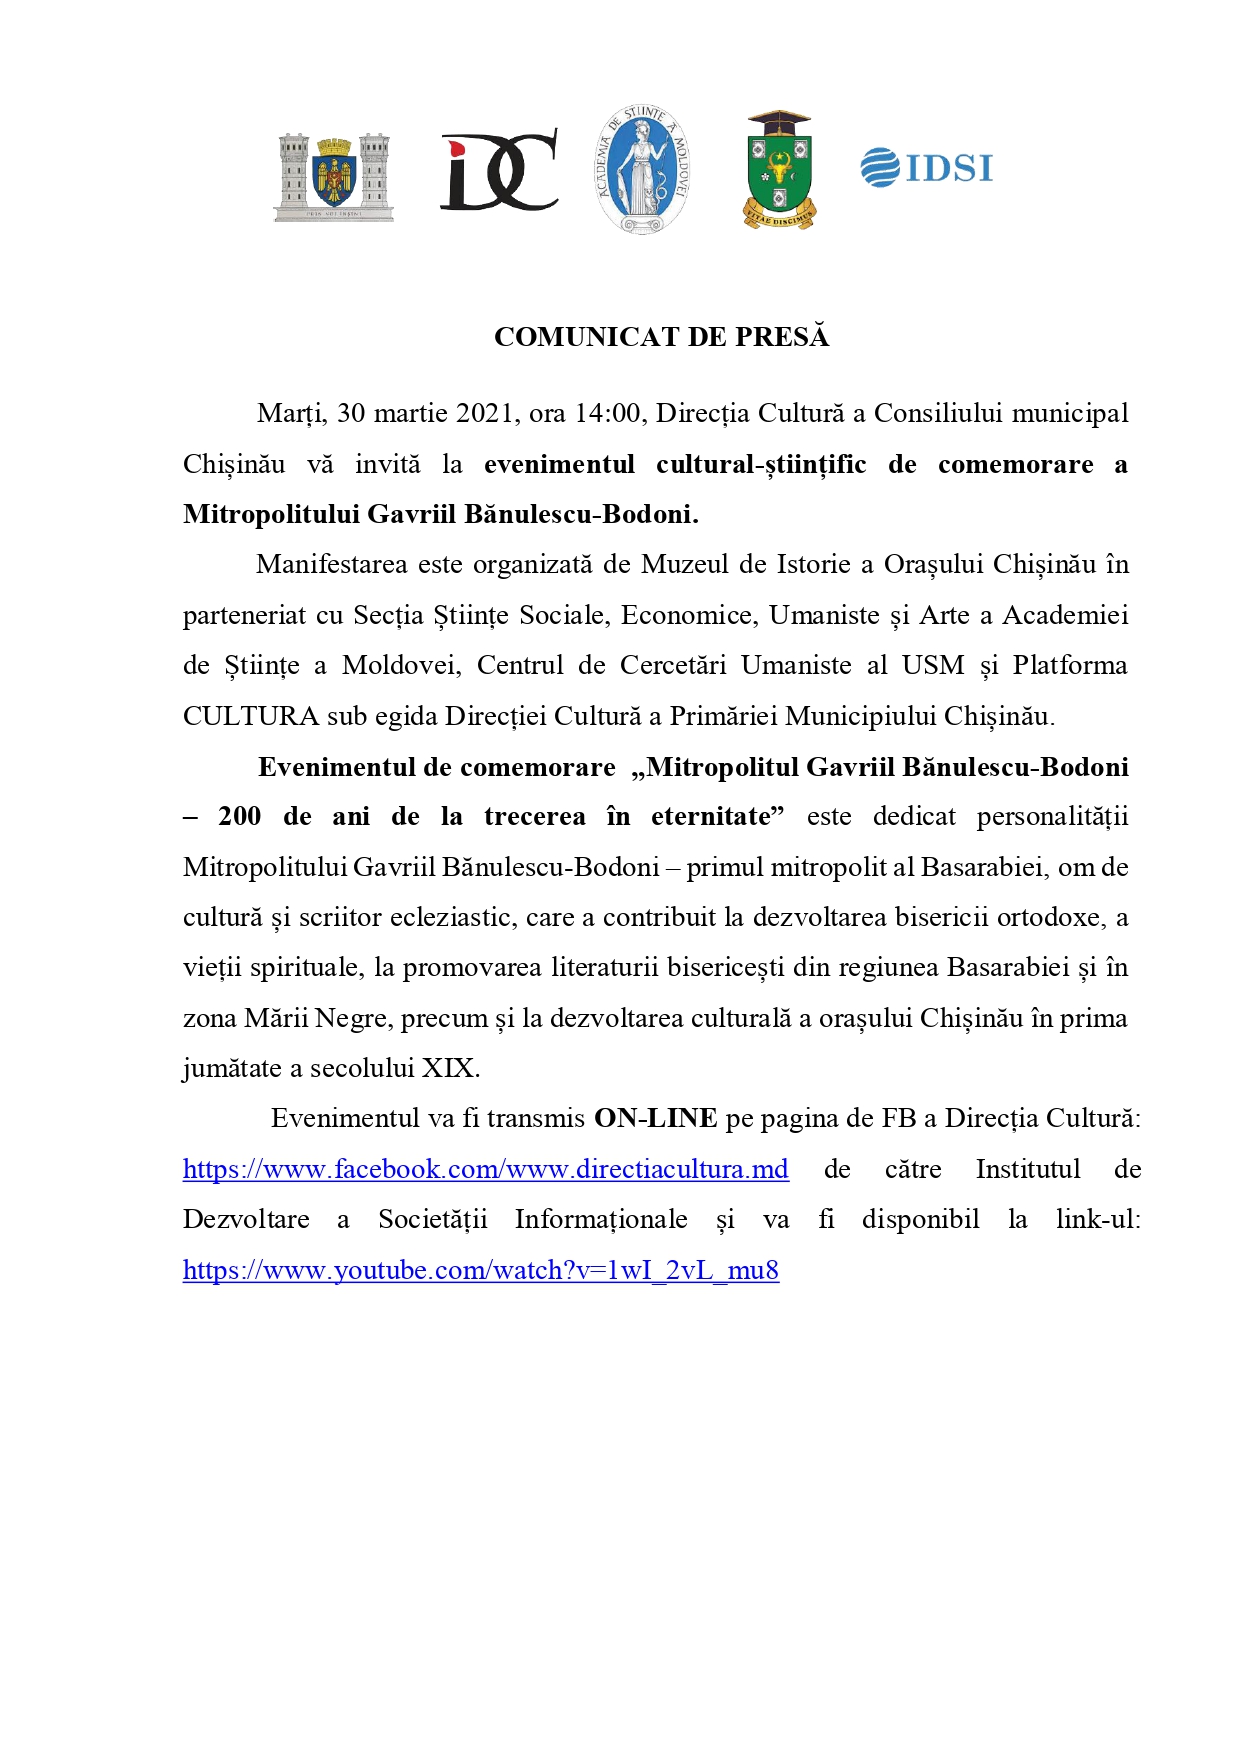 ACADEMIA DE ȘTIINȚE A MOLDOVEI
DC
VITAE DISCIMUS
IDSI
COMUNICAT DE PRESĂ
Marți, 30 martie 2021, ora 14:00, Direcția Cultură a Consiliului municipal
Chișinău vă invită la evenimentul cultural-științific de comemorare a
Mitropolitului Gavriil Bănulescu-Bodoni.
Manifestarea este organizată de Muzeul de Istorie a Orașului Chișinău în
parteneriat cu Secția Științe Sociale, Economice, Umaniste și Arte a Academiei
de Științe a Moldovei, Centrul de Cercetări Umaniste al USM și Platforma
CULTURA sub egida Direcției Cultură a Primăriei Municipiului Chișinău.
Evenimentul de comemorare „Mitropolitul Gavriil Bănulescu-Bodoni
– 200 de ani de la trecerea în eternitate” este dedicat personalității
Mitropolitului Gavriil Bănulescu-Bodoni – primul mitropolit al Basarabiei, om de
cultură și scriitor ecleziastic, care a contribuit la dezvoltarea bisericii ortodoxe, a
vieții spirituale, la promovarea literaturii bisericești din regiunea Basarabiei și în
zona Mării Negre, precum și la dezvoltarea culturală a orașului Chișinău în prima
jumătate a secolului XIX.
Evenimentul va fi transmis ON-LINE pe pagina de FB a Direcția Cultură:
https://www.facebook.com/www.directiacultura.md de către Institutul de
Dezvoltare a Societății Informaționale și va fi disponibil la link-ul:
https://www.youtube.com/watch?v=1wI_2vL_mu8